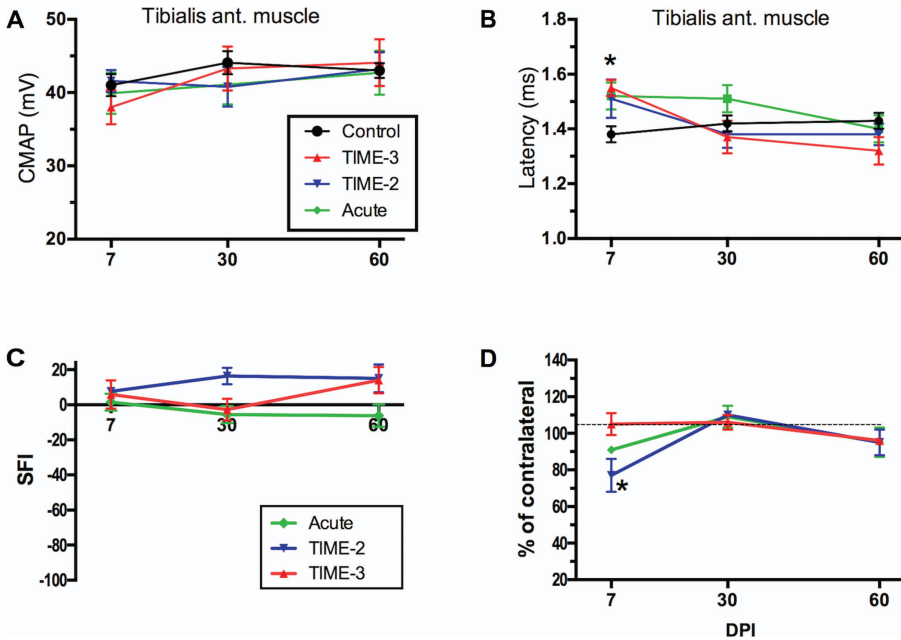 A
Tibialis ant. muscle
CMAP (mV)
50
40
30
20
7
30
60
Control
TIME-3
TIME-2
Acute
B
Tibialis ant. muscle
Latency (ms)
1.8
1.6
1.4
1.2
1.0
*
7
30
60
C
SFI
20
0
-20
-40
-60
-80
-100
7
30
60
Acute
TIME-2
TIME-3
D
% of contralateral
140
120
100
80
60
40
20
*
7
30
60
DPI